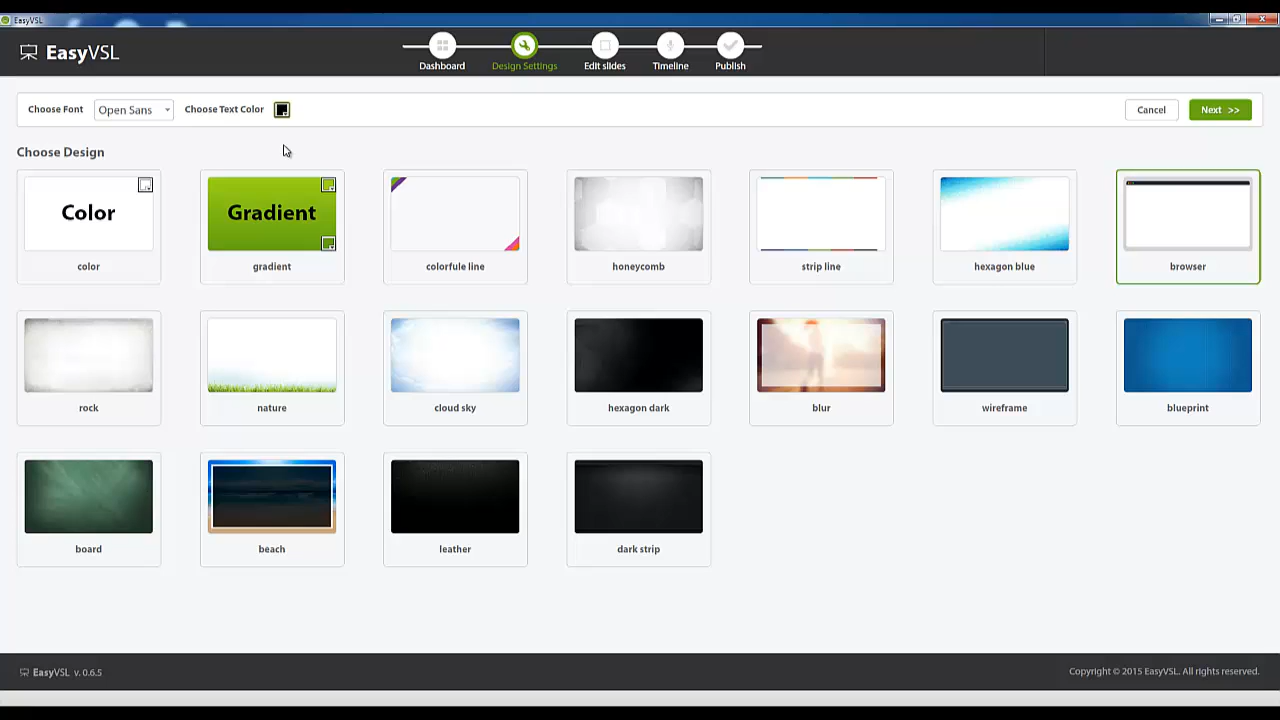 EasyVSL
EasyVSL
Dashboard
Design Settings
Edit slides
Timeline
Publish
Choose Font
Open Sans
Choose Text Color
Cancel
Next >>
Choose Design
Color
Gradient
color
gradient
colorfule line
honeycomb
strip line
hexagon blue
browser
rock
nature
cloud sky
hexagon dark
blur
wireframe
blueprint
board
beach
leather
dark strip
EasyVSL v. 0.6.5
Copyright © 2015 EasyVSL. All rights reserved.